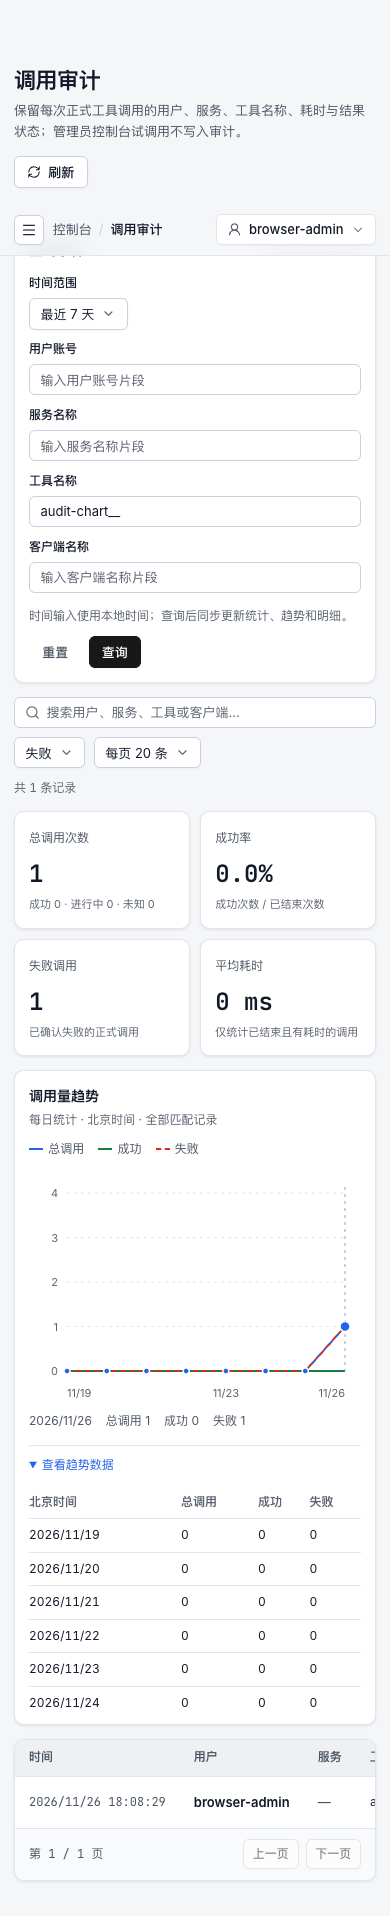 调用审计
保留每次正式工具调用的用户、服务、工具名称、耗时与结果
状态；管理员控制台试调用不写入审计。
刷新
控制台 / 调用审计
browser-admin
时间范围
最近 7 天
用户账号
输入用户账号片段
服务名称
输入服务名称片段
工具名称
audit-chart__
客户端名称
输入客户端名称片段
时间输入使用本地时间；查询后同步更新统计、趋势和明细。
重置
查询
搜索用户、服务、工具或客户端...
失败
每页 20 条
共 1 条记录
总调用次数
1
成功 0 · 进行中 0 · 未知 0
成功率
0.0%
成功次数 / 已结束次数
失败调用
1
已确认失败的正式调用
平均耗时
0 ms
仅统计已结束且有耗时的调用
调用量趋势
每日统计 · 北京时间 · 全部匹配记录
总调用 成功 失败
4
3
2
1
0
11/19 11/23 11/26
2026/11/26 总调用 1 成功 0 失败 1
▼ 查看趋势数据
北京时间 总调用 成功 失败
2026/11/19 0 0 0
2026/11/20 0 0 0
2026/11/21 0 0 0
2026/11/22 0 0 0
2026/11/23 0 0 0
2026/11/24 0 0 0
时间 用户 服务
2026/11/26 18:08:29 browser-admin —
第 1 / 1 页
上一页
下一页